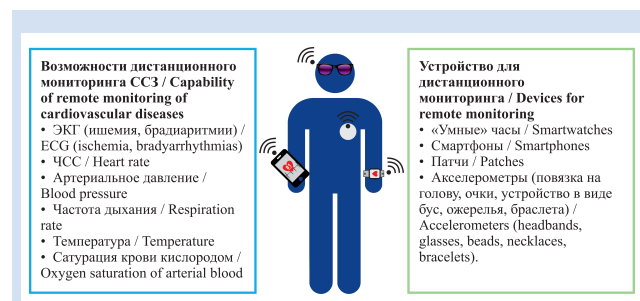 Возможности дистанционного
мониторинга ССЗ / Capability
of remote monitoring of
cardiovascular diseases
• ЭКГ (ишемия, брадиаритмии) /
ECG (ischemia, bradyarrhythmias)
• ЧСС / Heart rate
• Артериальное давление /
Blood pressure
• Частота дыхания / Respiration
rate
• Температура / Temperature
• Сатурация крови кислородом /
Oxygen saturation of arterial blood
Устройство для
дистанционного
мониторинга / Devices for
remote monitoring
• «Умные» часы / Smartwatches
• Смартфоны / Smartphones
• Патчи / Patches
• Акселерометры (повязка на
голову, очки, устройство в виде
бус, ожерелья, браслета) /
Accelerometers (headbands,
glasses, beads, necklaces,
bracelets).